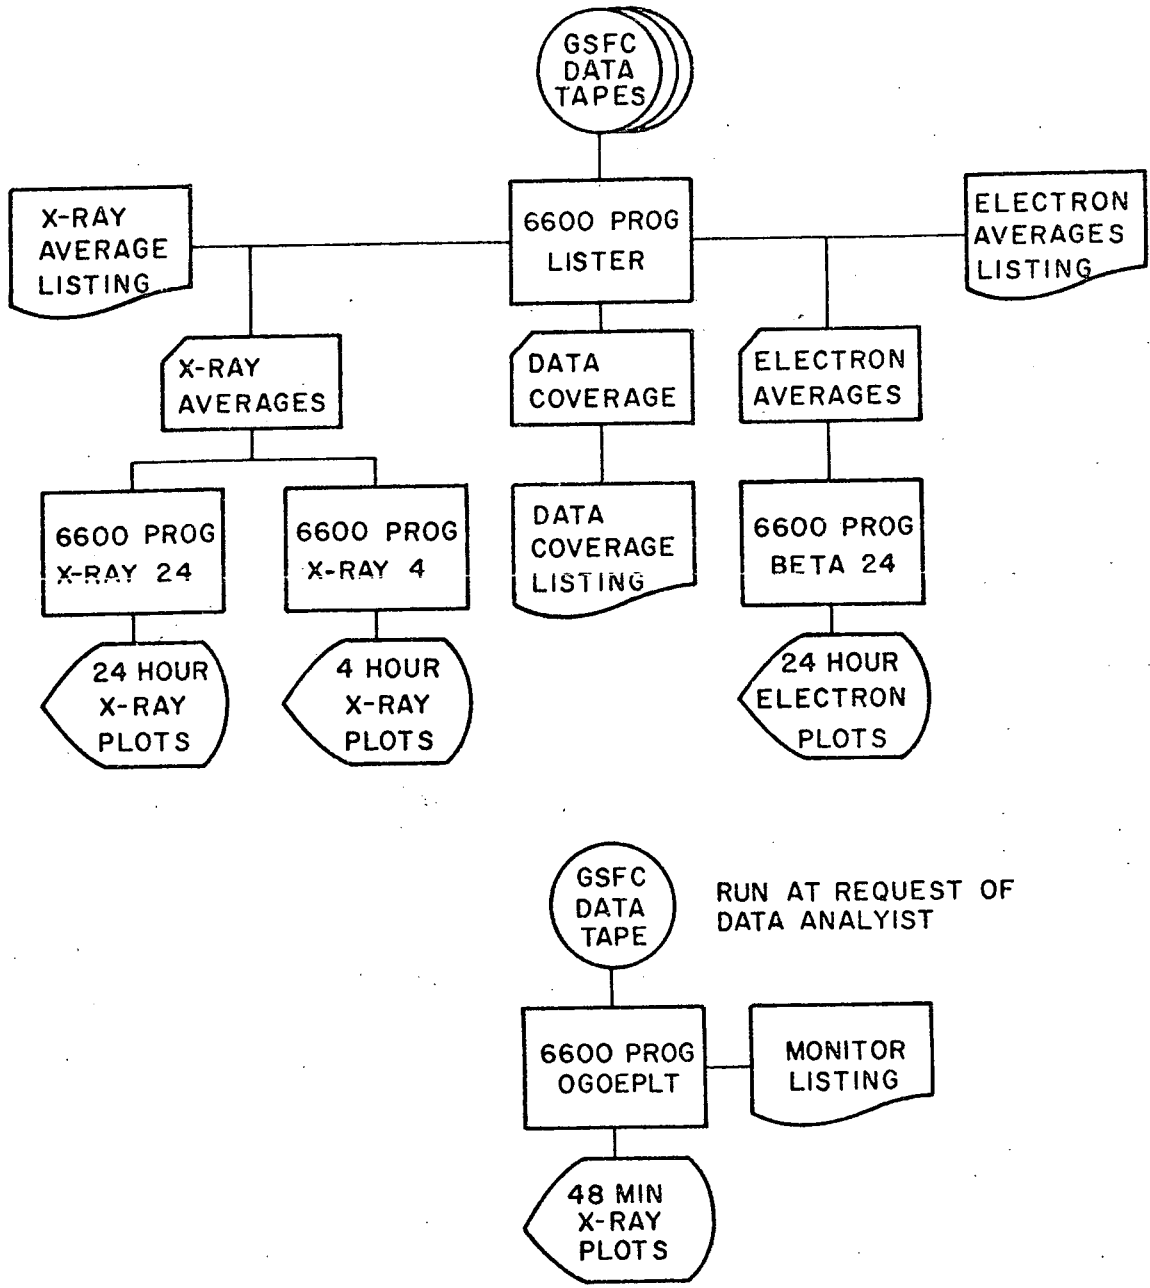 GSFC
DATA
TAPES
X-RAY
AVERAGE
LISTING
6600 PROG
LISTER
ELECTRON
AVERAGES
LISTING
X-RAY
AVERAGES
DATA
COVERAGE
ELECTRON
AVERAGES
6600 PROG
X-RAY 24
6600 PROG
X-RAY 4
DATA
COVERAGE
LISTING
6600 PROG
BETA 24
24 HOUR
X-RAY
PLOTS
4 HOUR
X-RAY
PLOTS
24 HOUR
ELECTRON
PLOTS
GSFC
DATA
TAPE
RUN AT REQUEST OF
DATA ANALYIST
6600 PROG
OGOEPLT
MONITOR
LISTING
48 MIN
X-RAY
PLOTS